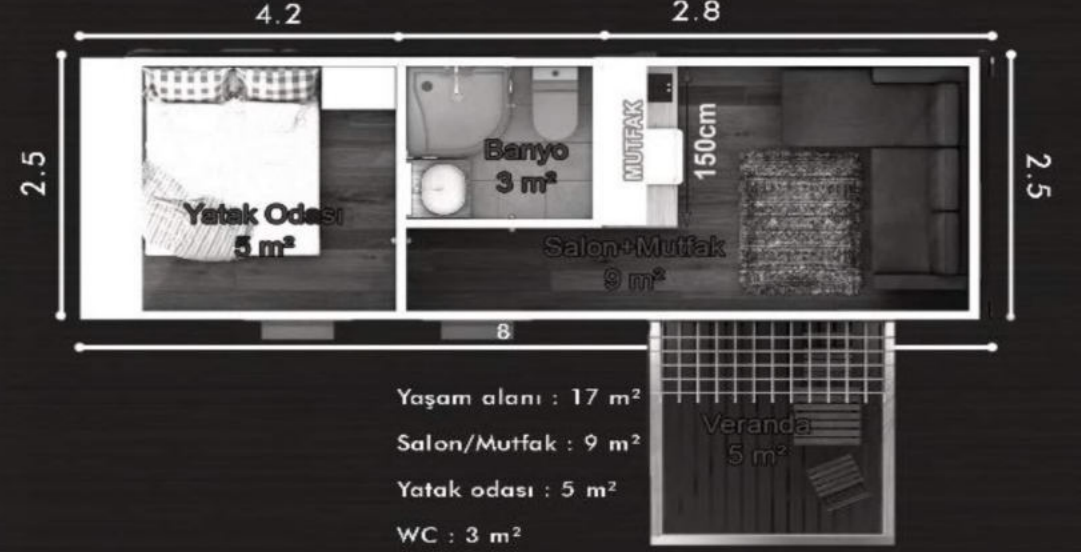 4.2
2.8
2.5
2.5
Yatak Odası
5 m²
Banyo
3 m²
MUTFAK
150cm
Salon+Mutfak
9 m²
8
Veranda
5 m²
Yaşam alanı : 17 m²
Salon/Mutfak : 9 m²
Yatak odası : 5 m²
WC : 3 m²